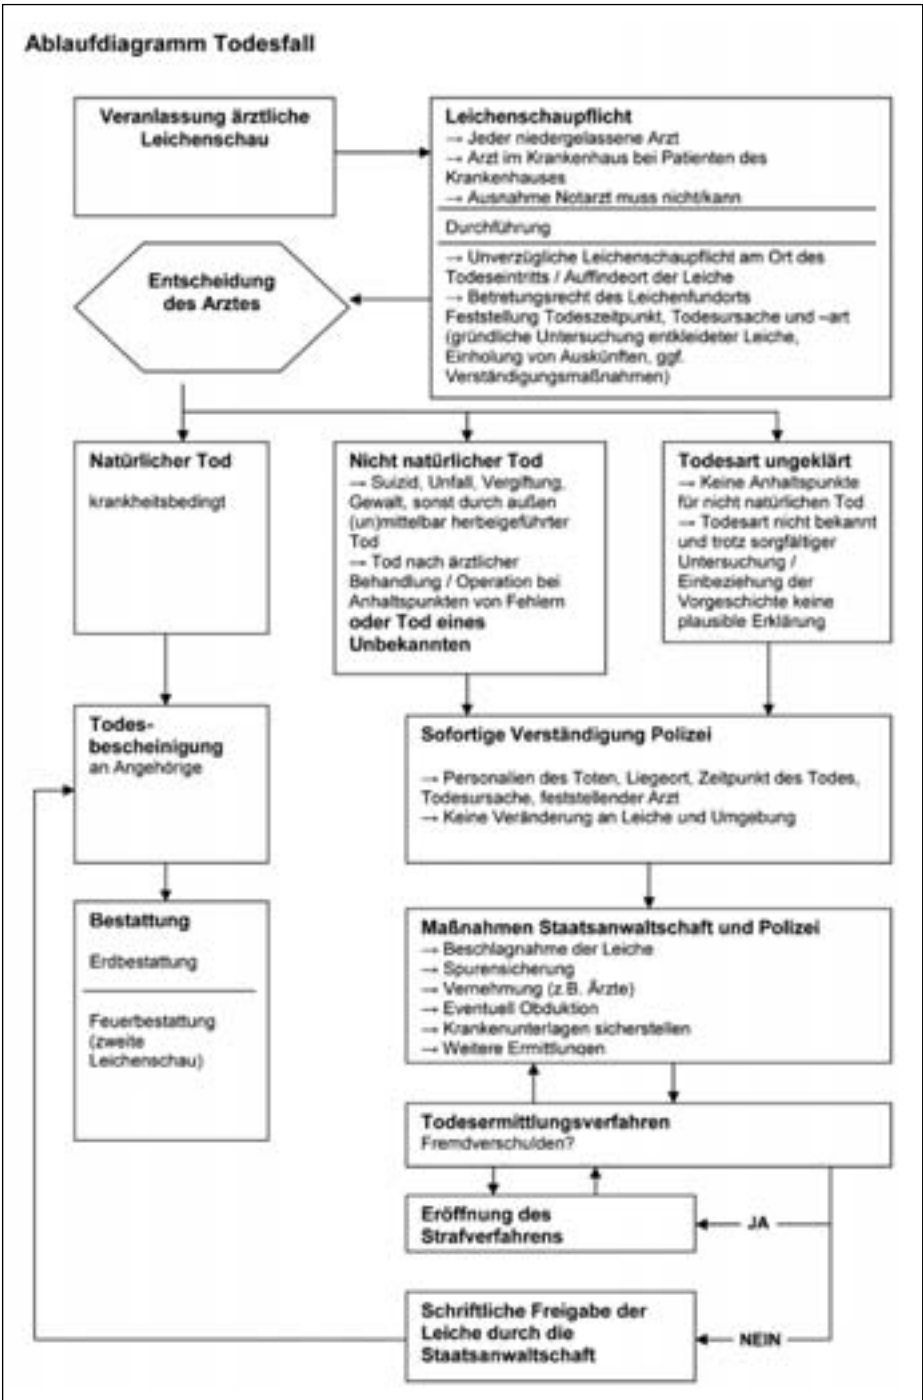 Ablaufdiagramm Todesfall
Veranlassung ärztliche
Leichenschau
Leichenschaupflicht
→ Jeder niedergelassene Arzt
→ Arzt im Krankenhaus bei Patienten des
Krankenhauses
→ Ausnahme Notarzt muss nicht/kann
Durchführung
→ Unverzügliche Leichenschaupflicht am Ort des
Todeseintritts / Auffindeort der Leiche
→ Betretungsrecht des Leichenfundorts
Feststellung Todeszeitpunkt, Todesursache und –art
(gründliche Untersuchung entkleideter Leiche,
Einholung von Auskünften, ggf.
Verständigungsmaßnahmen)
Entscheidung
des Arztes
Natürlicher Tod
krankheitsbedingt
Nicht natürlicher Tod
→ Suizid, Unfall, Vergiftung,
Gewalt, sonst durch außen
(un)mittelbar herbeigeführter
Tod
→ Tod nach ärztlicher
Behandlung / Operation bei
Anhaltspunkten von Fehlern
oder Tod eines
Unbekannten
Todesart ungeklärt
→ Keine Anhaltspunkte
für nicht natürlichen Tod
→ Todesart nicht bekannt
und trotz sorgfältiger
Untersuchung /
Einbeziehung der
Vorgeschichte keine
plausible Erklärung
Todes-
bescheinigung
an Angehörige
Sofortige Verständigung Polizei
→ Personalien des Toten, Liegeort, Zeitpunkt des Todes,
Todesursache, feststellender Arzt
→ Keine Veränderung an Leiche und Umgebung
Bestattung
Erdbestattung
Feuerbestattung
(zweite
Leichenschau)
Maßnahmen Staatsanwaltschaft und Polizei
→ Beschlagnahme der Leiche
→ Spurensicherung
→ Vernehmung (z.B. Ärzte)
→ Eventuell Obduktion
→ Krankenunterlagen sicherstellen
→ Weitere Ermittlungen
Todesermittlungsverfahren
Fremdverschulden?
Eröffnung des
Strafverfahrens
JA
Schriftliche Freigabe der
Leiche durch die
Staatsanwaltschaft
NEIN